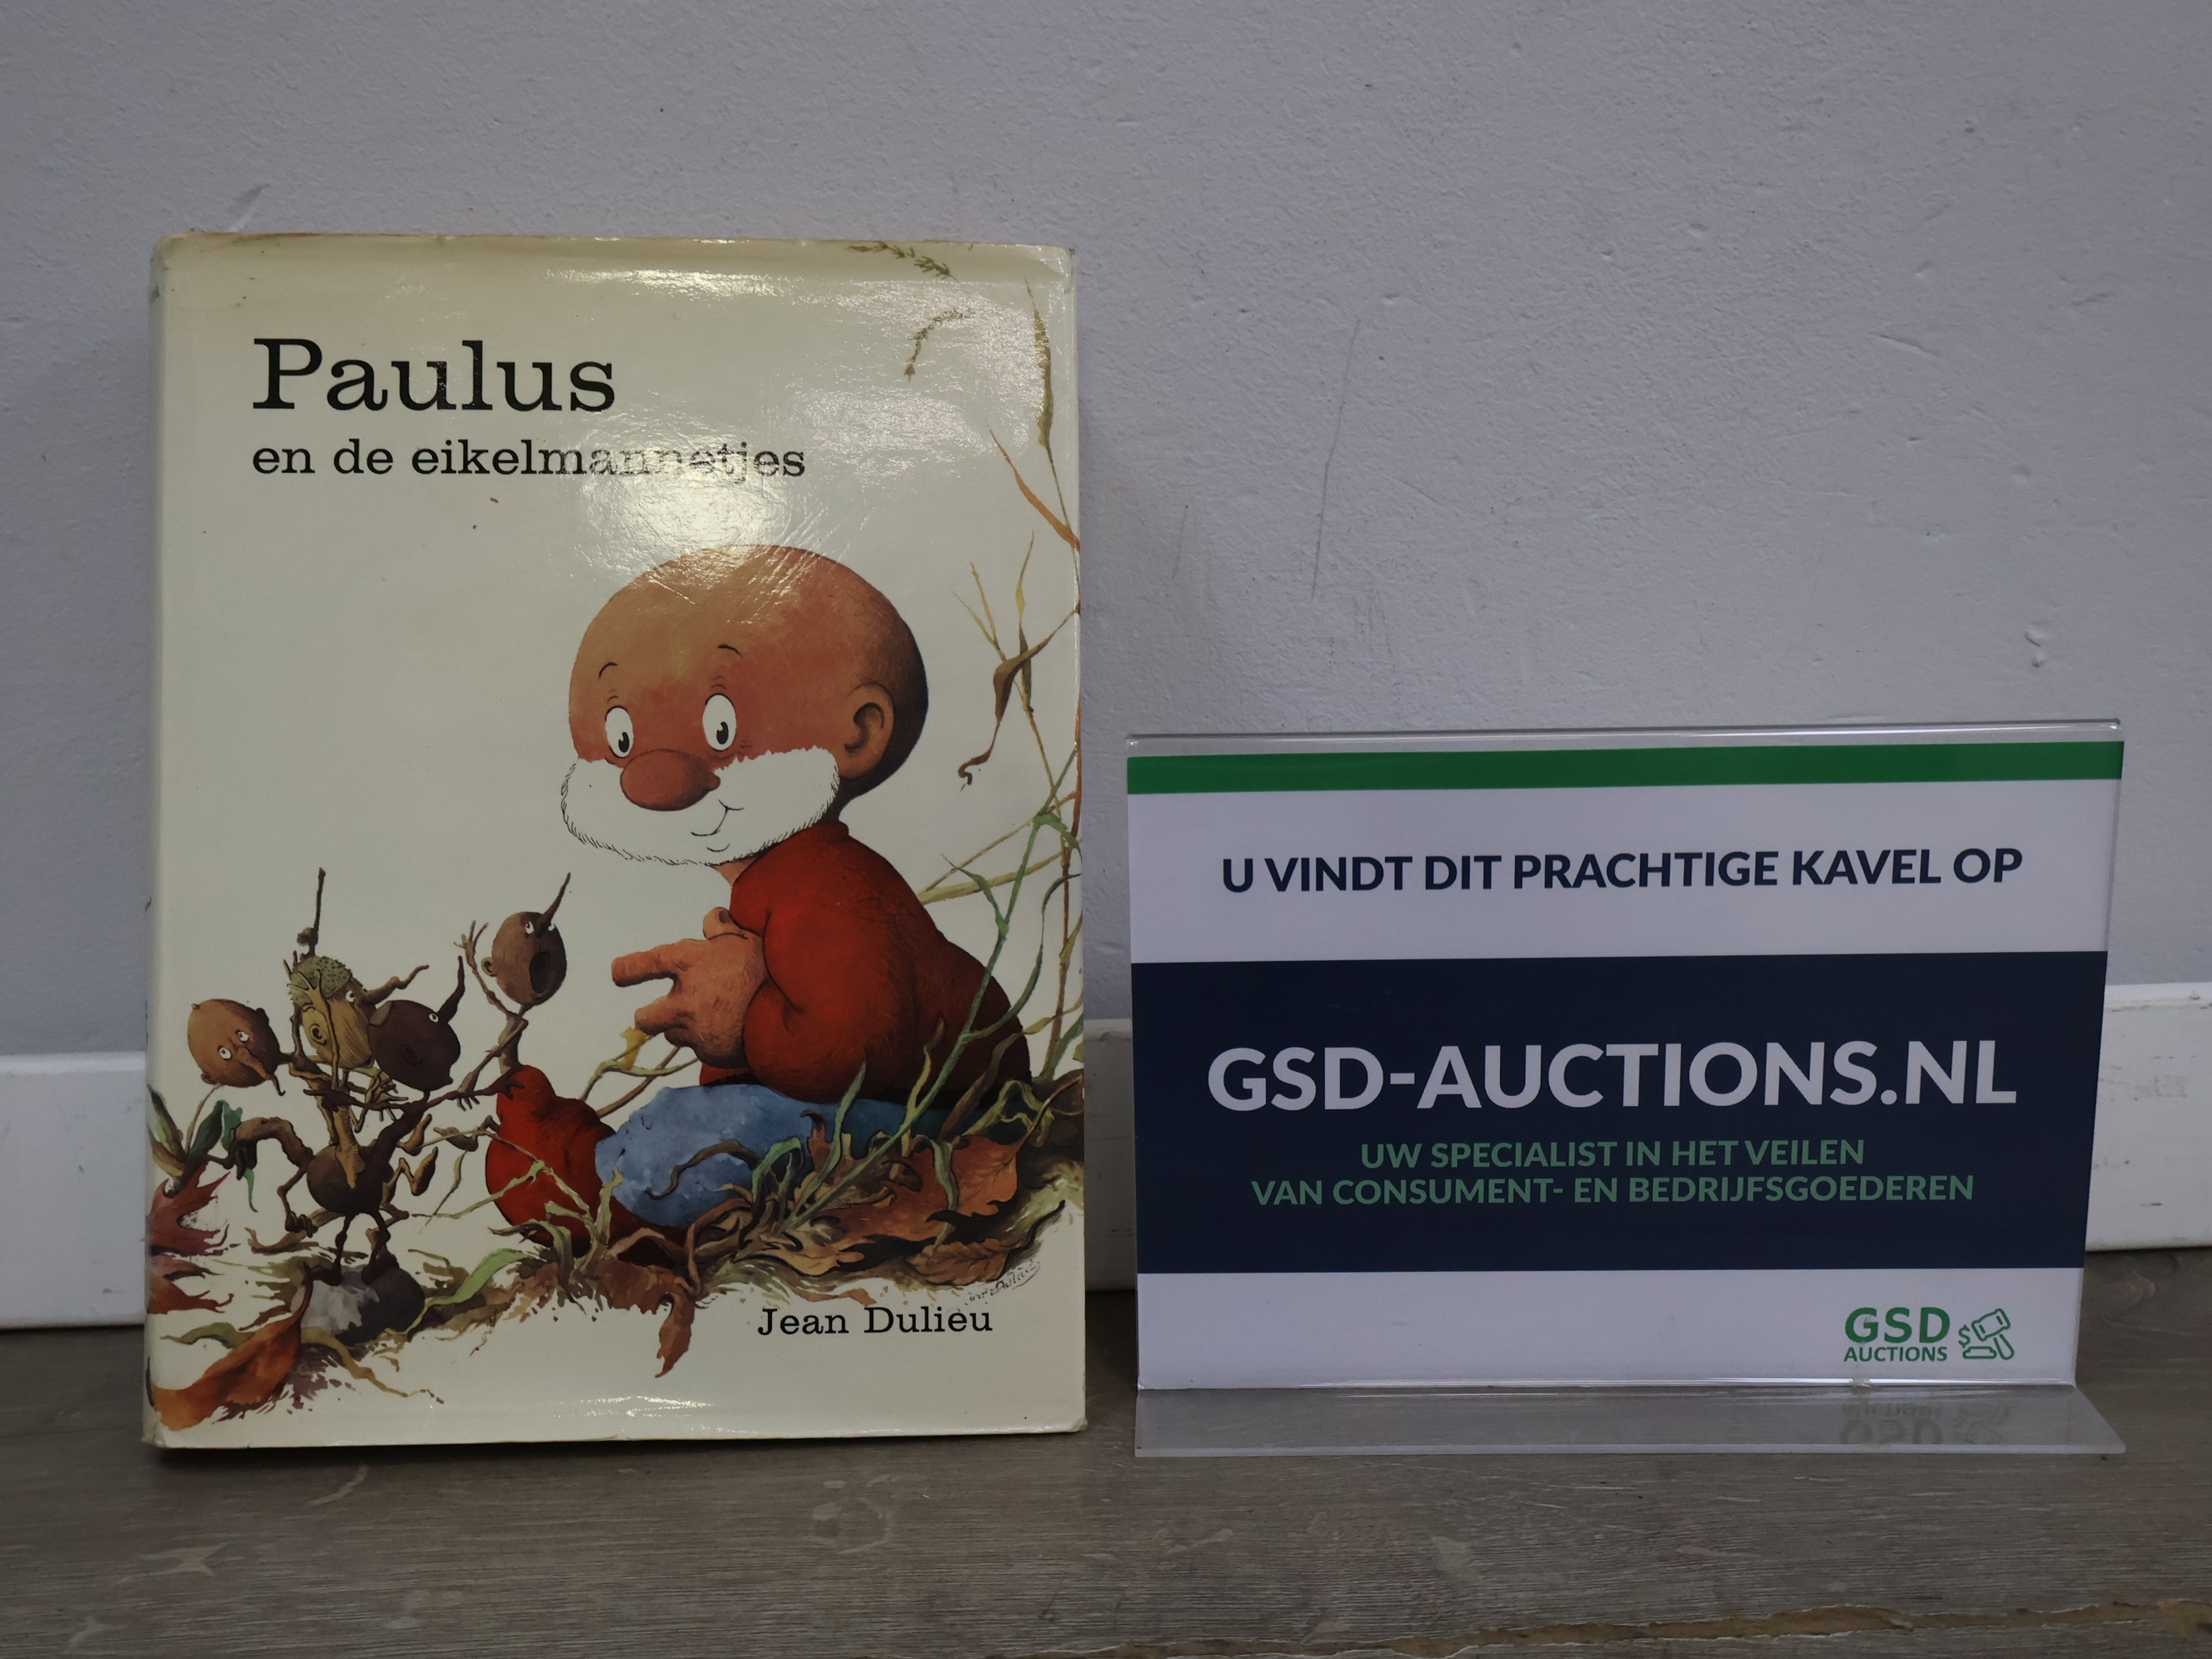 Paulus
en de eikelmannetjes
Jean Dulieu
U VINDT DIT PRACHTIGE KAVEL OP
GSD-AUCTIONS.NL
UW SPECIALIST IN HET VEILEN
VAN CONSUMENT- EN BEDRIJFSGOEDEREN
GSD
AUCTIONS